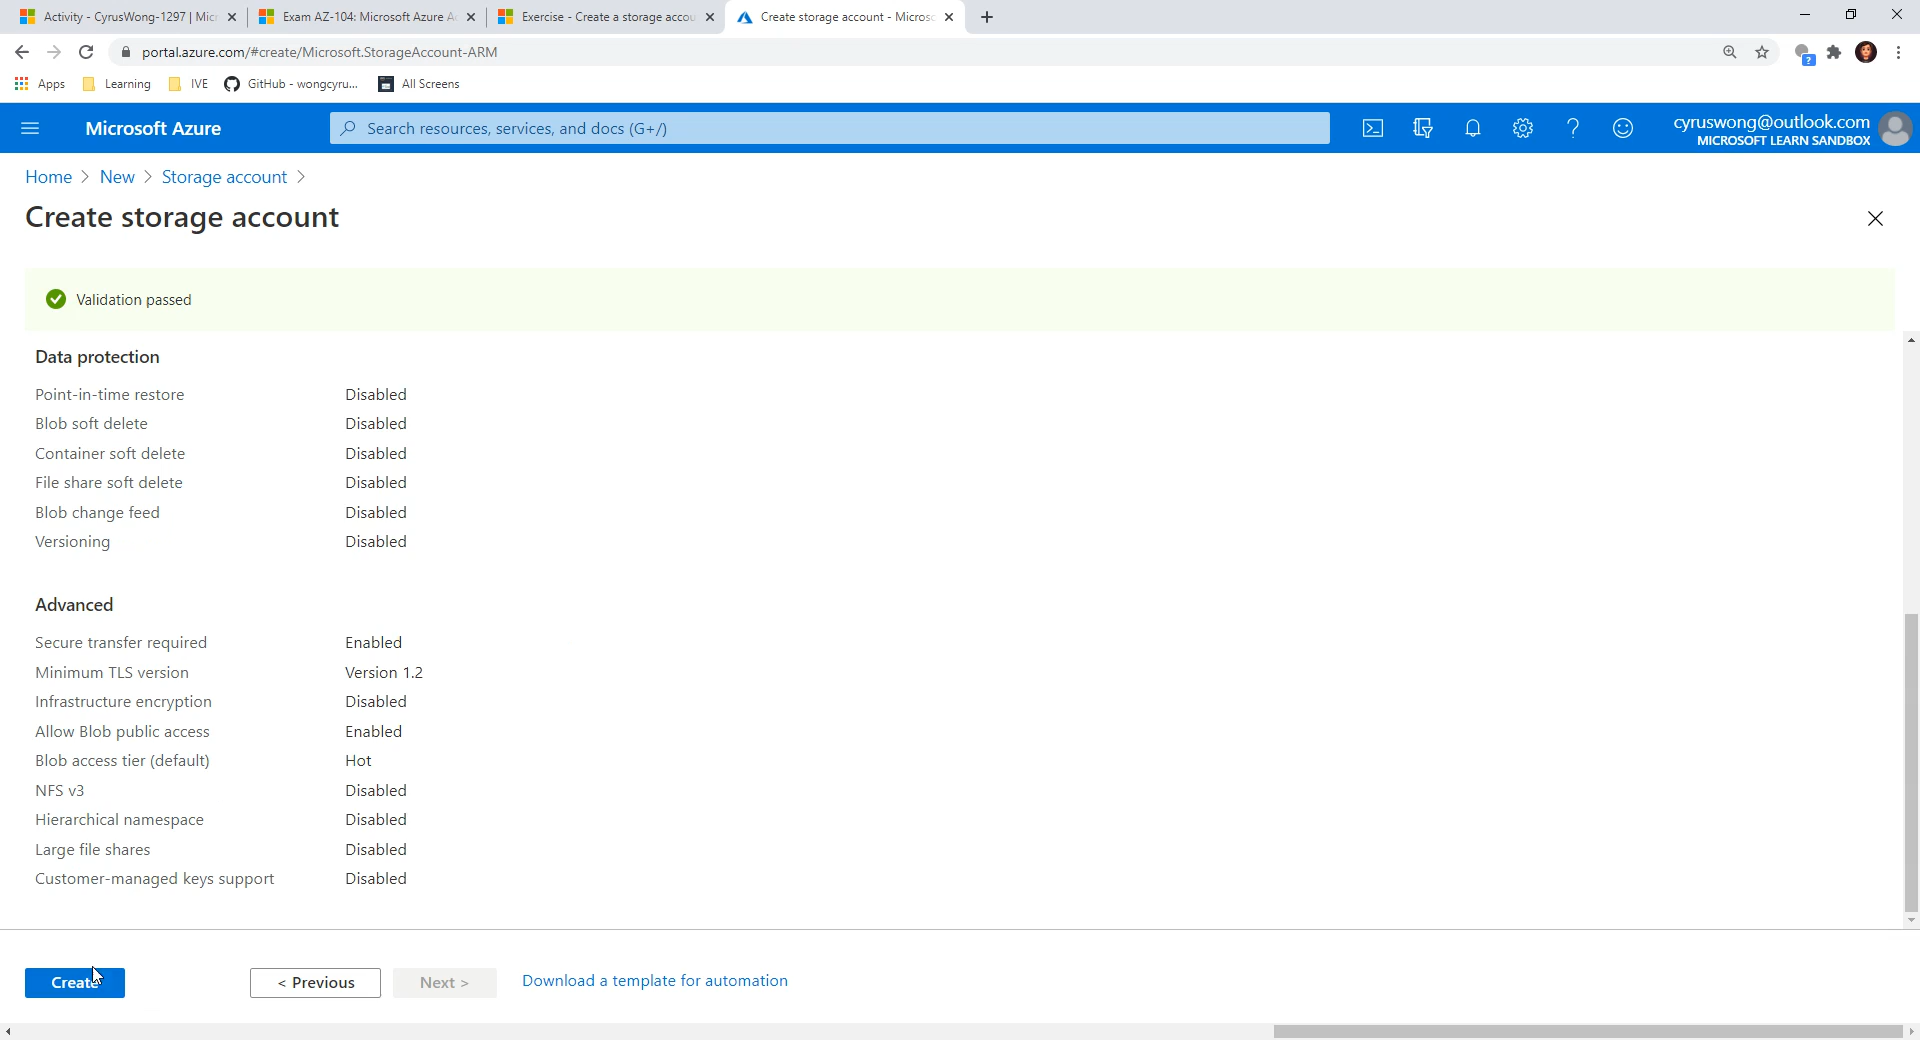 Activity - CyrusWong-1297 | Mic
Exam AZ-104: Microsoft Azure A
Exercise - Create a storage accou
Create storage account - Microso
portal.azure.com/#create/Microsoft.StorageAccount-ARM
Apps
Learning
IVE
GitHub - wongcyru...
All Screens
Microsoft Azure
Search resources, services, and docs (G+/)
cyruswong@outlook.com
MICROSOFT LEARN SANDBOX
Home > New > Storage account >
Create storage account
Validation passed
Data protection
Point-in-time restore Disabled
Blob soft delete Disabled
Container soft delete Disabled
File share soft delete Disabled
Blob change feed Disabled
Versioning Disabled
Advanced
Secure transfer required Enabled
Minimum TLS version Version 1.2
Infrastructure encryption Disabled
Allow Blob public access Enabled
Blob access tier (default) Hot
NFS v3 Disabled
Hierarchical namespace Disabled
Large file shares Disabled
Customer-managed keys support Disabled
Create
< Previous
Next >
Download a template for automation